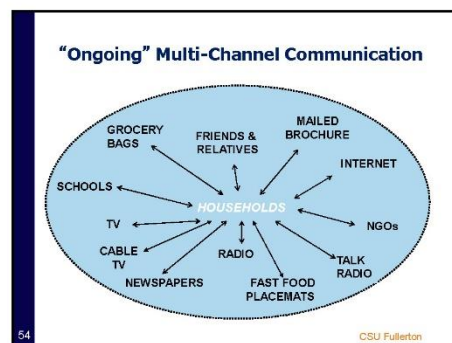 “Ongoing” Multi-Channel Communication
GROCERY
BAGS
FRIENDS &
RELATIVES
MAILED
BROCHURE
INTERNET
SCHOOLS
HOUSEHOLDS
TV
NGOs
CABLE
TV
RADIO
TALK
RADIO
NEWSPAPERS
FAST FOOD
PLACEMATS
54
CSU Fullerton